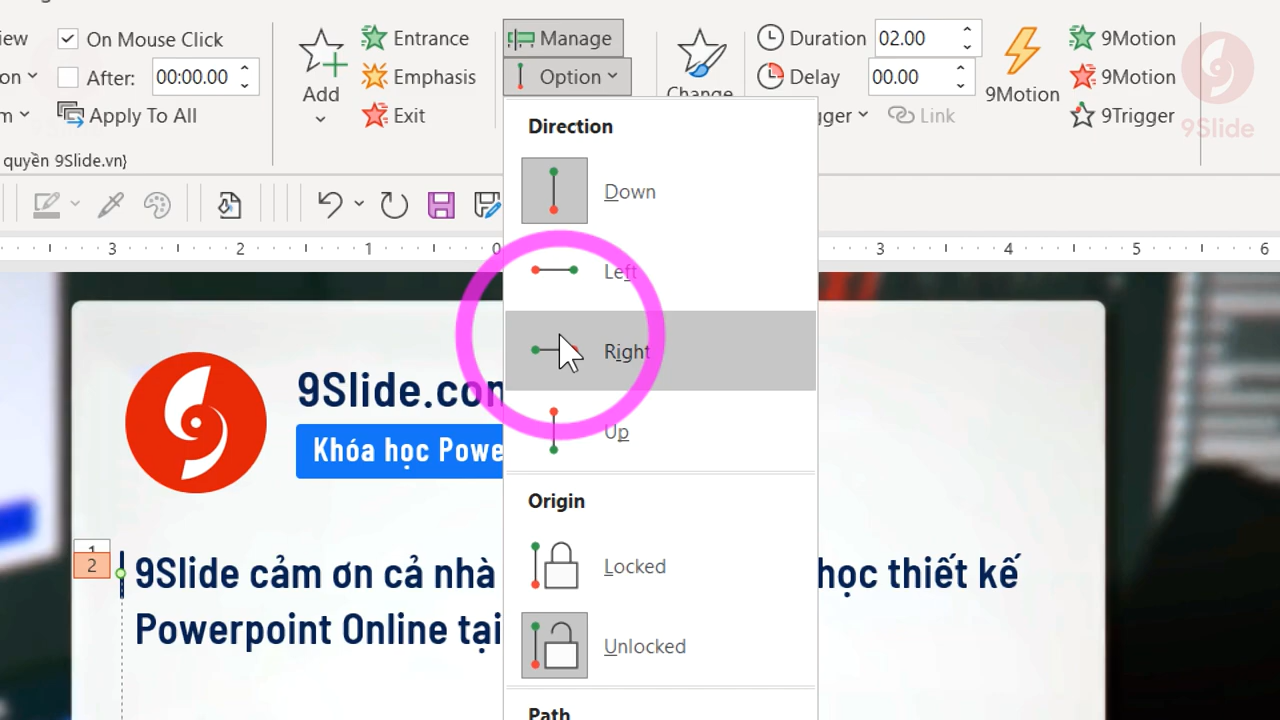 iew
On Mouse Click
Add
Entrance
Manage
Duration
02.00
9Motion
9Motion
on
After:
00:00.00
Emphasis
Option
Change
Delay
00.00
9Motion
m
Apply To All
Exit
gger
Link
9Trigger
9Slide
quyền 9Slide.vn}
Direction
Down
Left
Right
Up
Origin
Locked
Unlocked
Path
3 2 1 0 3 4 5 6
9Slide.com
Khóa học Powe
1
2
9Slide cảm ơn cả nhà học thiết kế
Powerpoint Online tại